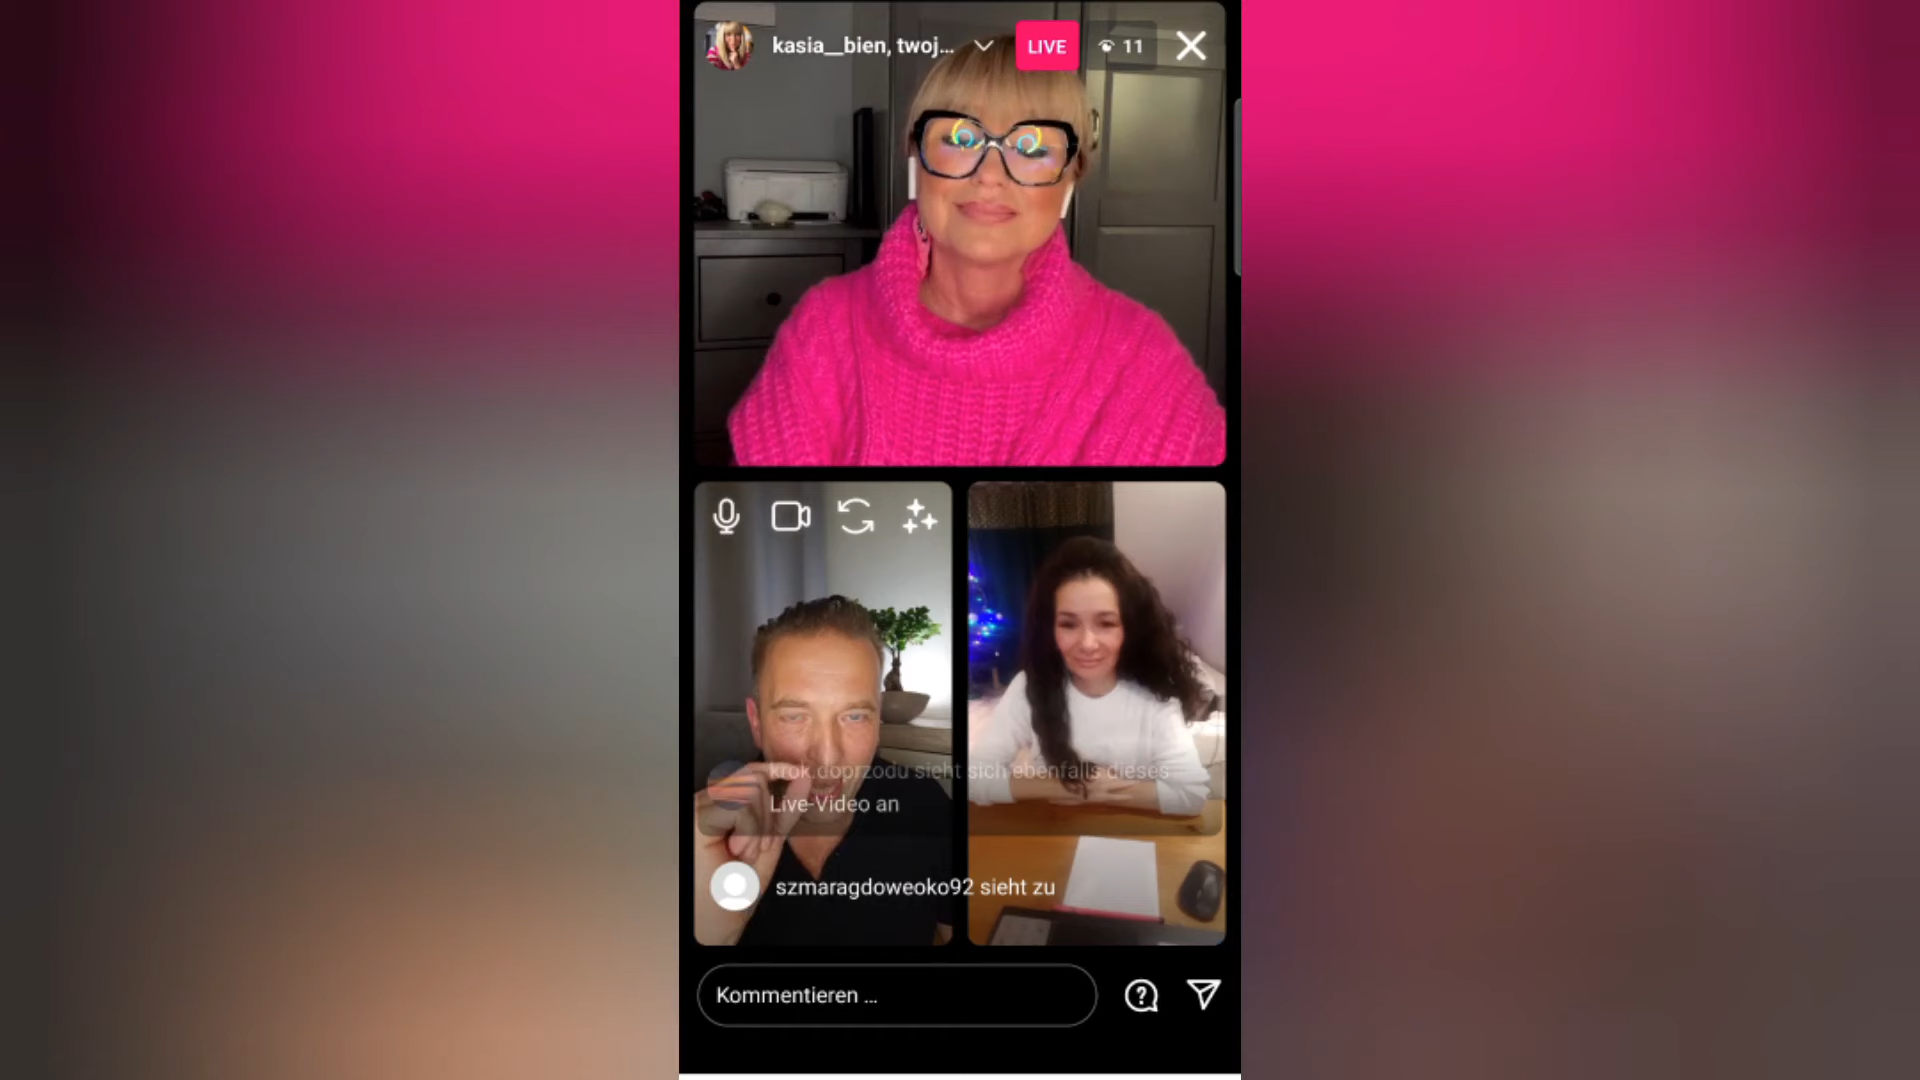 kasia__bien, twoj...
LIVE
11
krok.doprzodu sieht sich ebenfalls dieses
Live-Video an
szmaragdoweoko92 sieht zu
Kommentieren ...